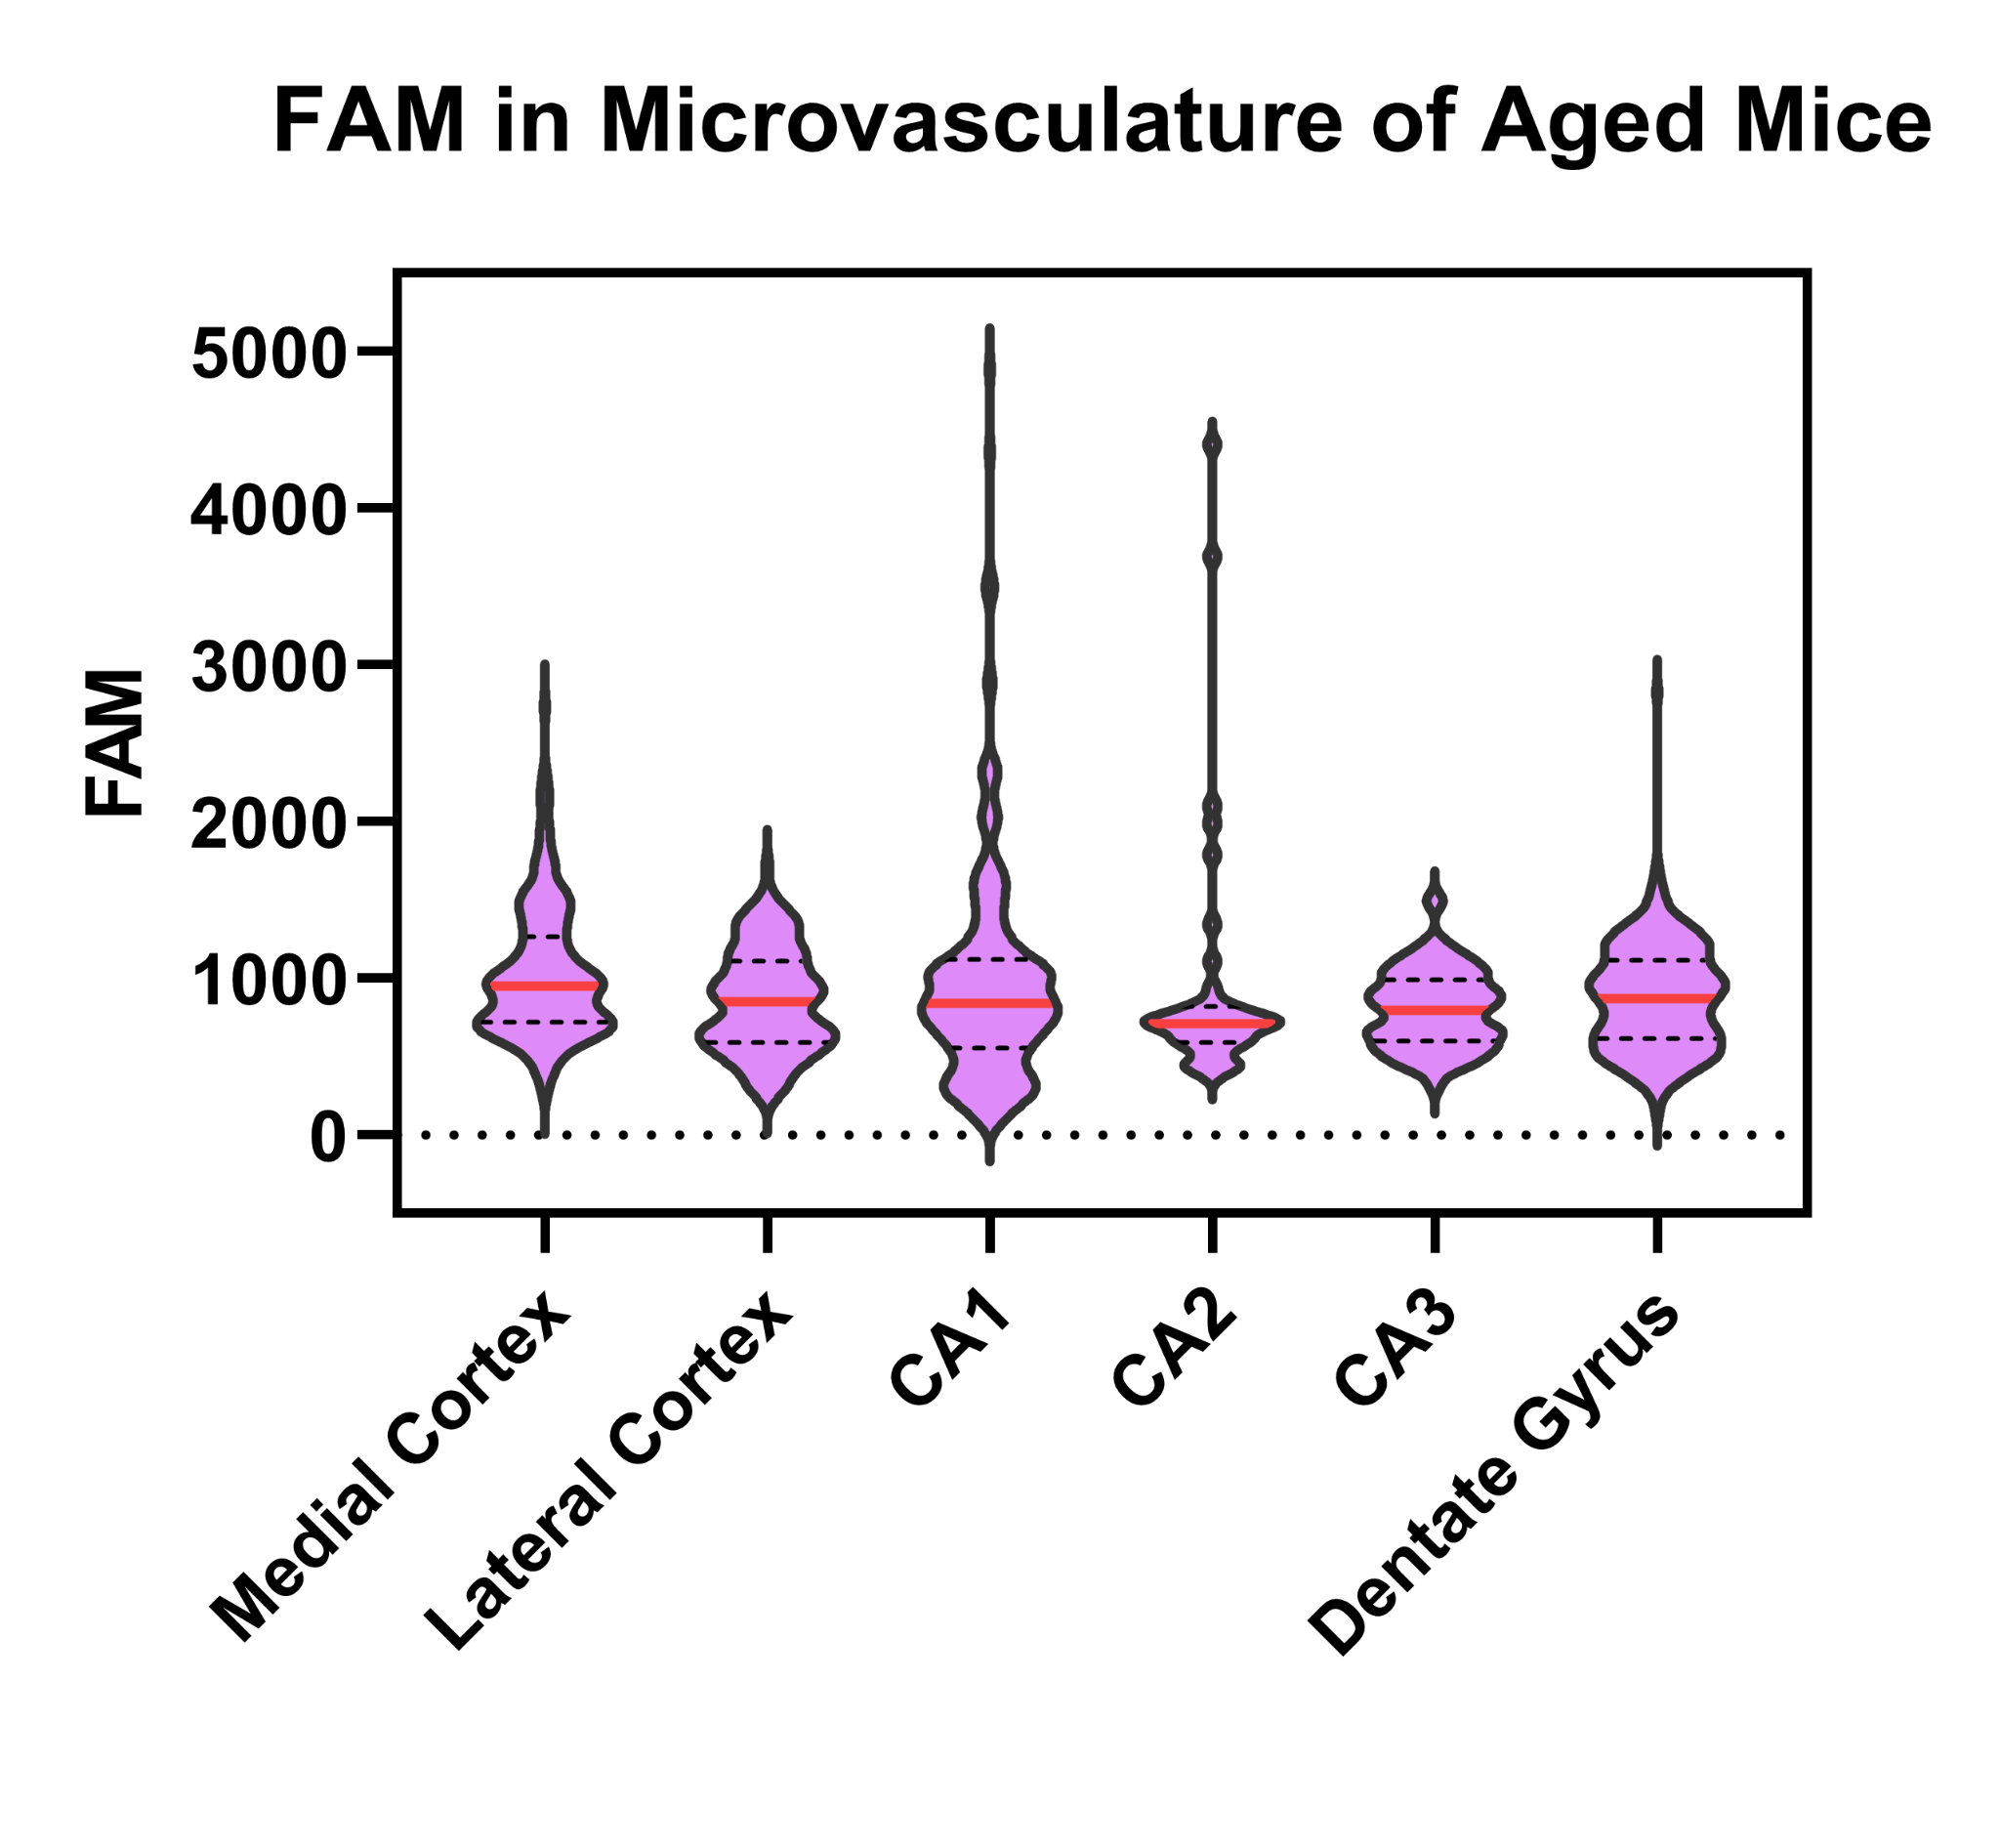 FAM in Microvasculature of Aged Mice
FAM
5000
4000
3000
2000
1000
0
Medial Cortex
Lateral Cortex
CA1
CA2
CA3
Dentate Gyrus